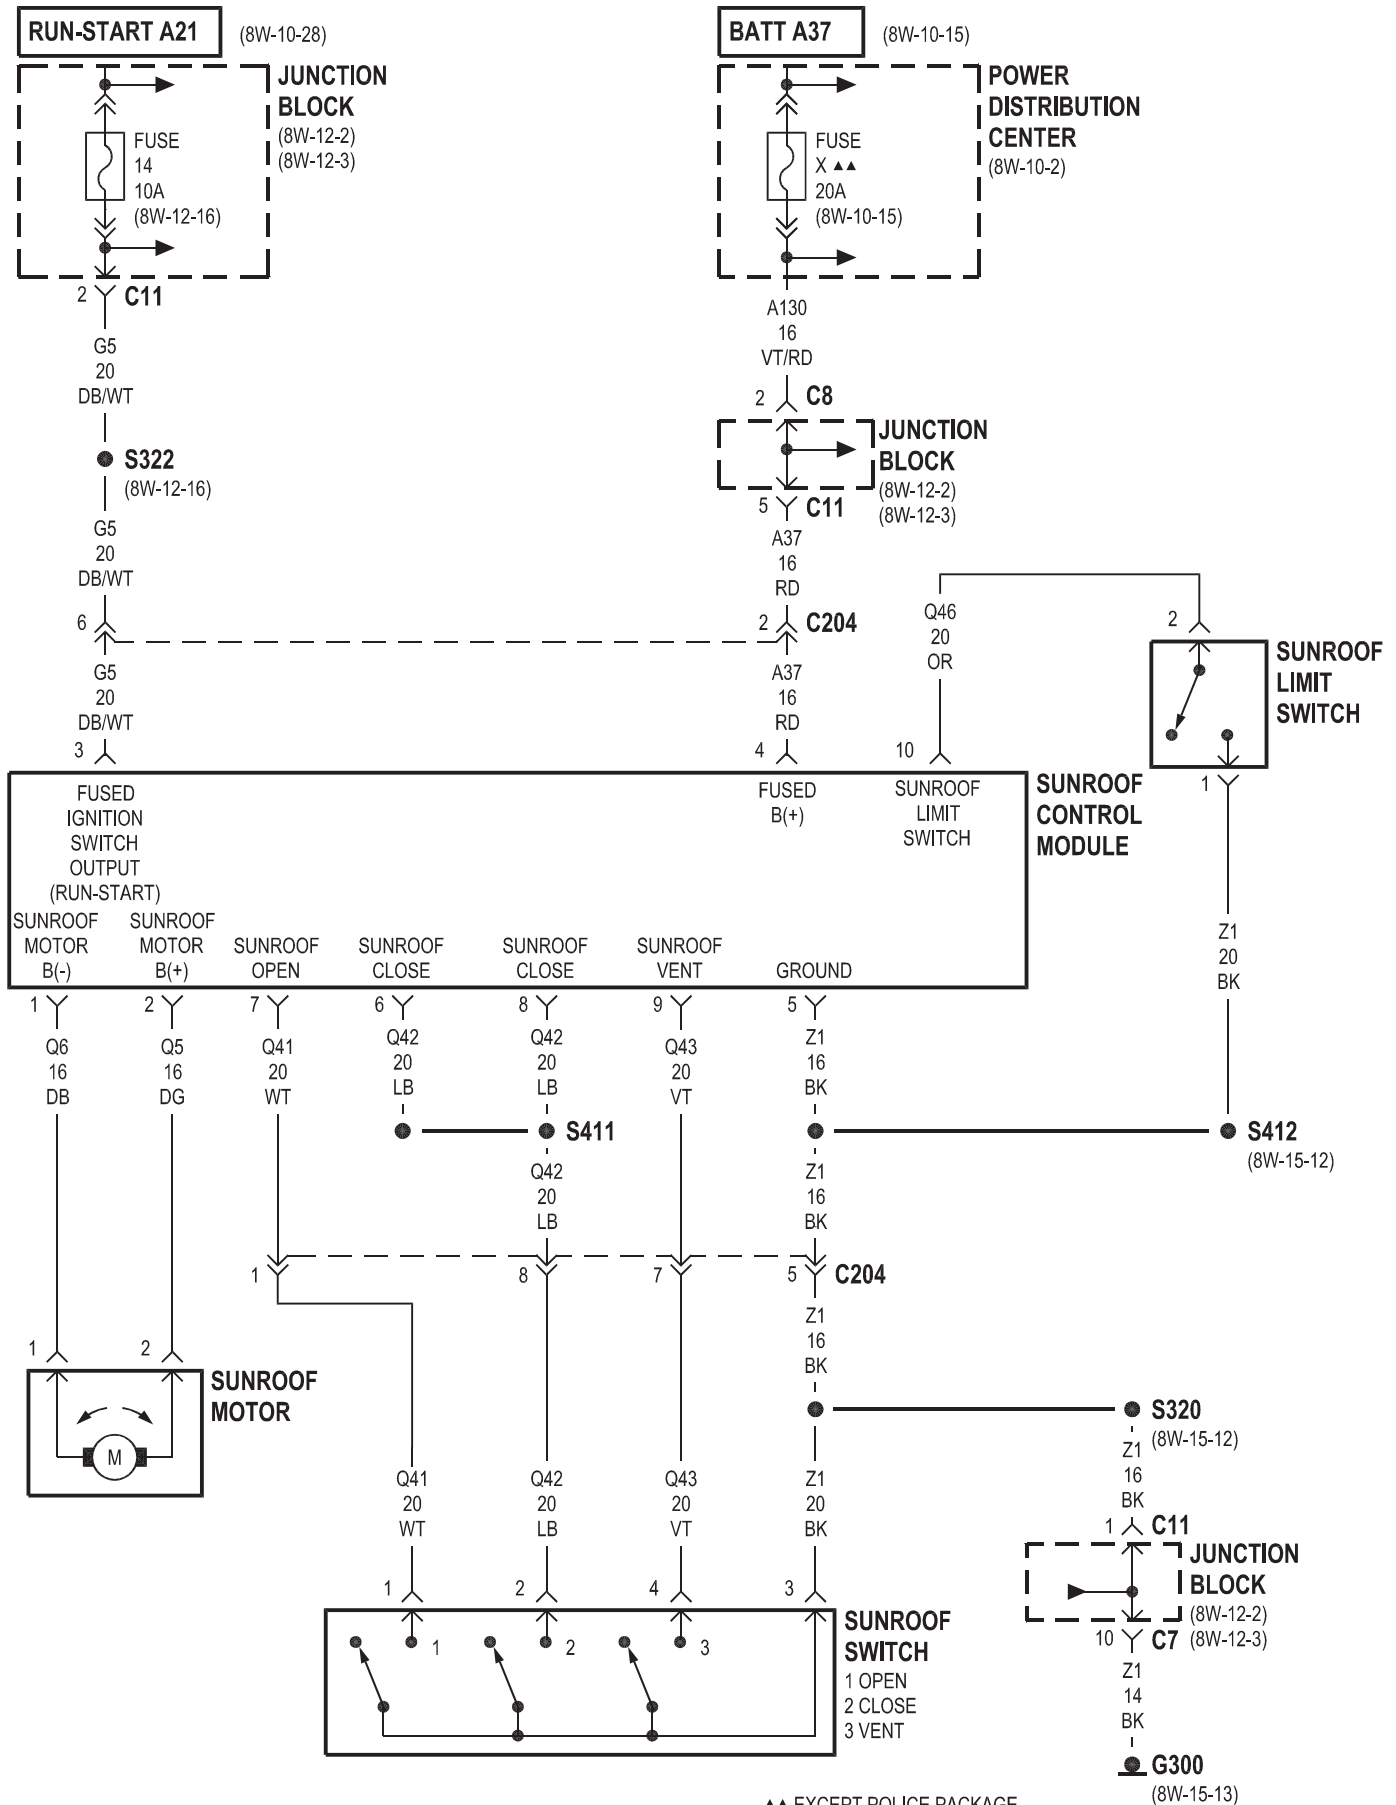 RUN-START A21
(8W-10-28)
BATT A37
(8W-10-15)
JUNCTION
BLOCK
(8W-12-2)
(8W-12-3)
FUSE
14
10A
(8W-12-16)
POWER
DISTRIBUTION
CENTER
(8W-10-2)
FUSE
X ▲▲
20A
(8W-10-15)
2
C11
G5
20
DB/WT
A130
16
VT/RD
2
C8
S322
(8W-12-16)
JUNCTION
BLOCK
(8W-12-2)
(8W-12-3)
5
C11
G5
20
DB/WT
A37
16
RD
6
2
C204
G5
20
DB/WT
A37
16
RD
Q46
20
OR
2
SUNROOF
LIMIT
SWITCH
1
3
4
10
FUSED
IGNITION
SWITCH
OUTPUT
(RUN-START)
FUSED
B(+)
SUNROOF
LIMIT
SWITCH
SUNROOF
CONTROL
MODULE
SUNROOF
MOTOR
B(-)
SUNROOF
MOTOR
B(+)
SUNROOF
OPEN
SUNROOF
CLOSE
SUNROOF
CLOSE
SUNROOF
VENT
GROUND
Z1
20
BK
1
2
7
6
8
9
5
Q6
16
DB
Q5
16
DG
Q41
20
WT
Q42
20
LB
Q42
20
LB
Q43
20
VT
Z1
16
BK
S411
S412
(8W-15-12)
Q42
20
LB
Z1
16
BK
1
8
7
5
C204
Z1
16
BK
1
2
SUNROOF
MOTOR
M
S320
(8W-15-12)
Z1
16
BK
Q41
20
WT
Q42
20
LB
Q43
20
VT
Z1
20
BK
1
C11
JUNCTION
BLOCK
(8W-12-2)
(8W-12-3)
1
2
4
3
1
2
3
SUNROOF
SWITCH
1 OPEN
2 CLOSE
3 VENT
10
C7
Z1
14
BK
G300
(8W-15-13)
▲▲ EXCEPT POLICE PACKAGE